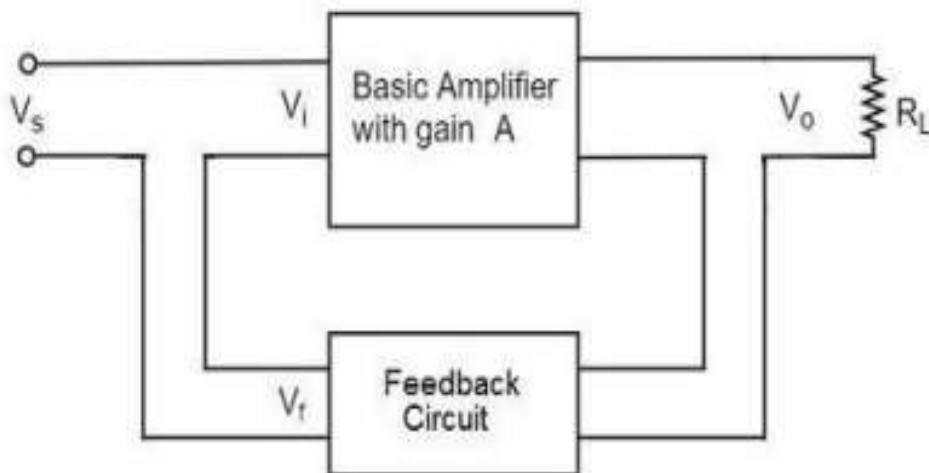 Vs
Vi
Basic Amplifier
with gain A
Vo
RL
Vf
Feedback
Circuit